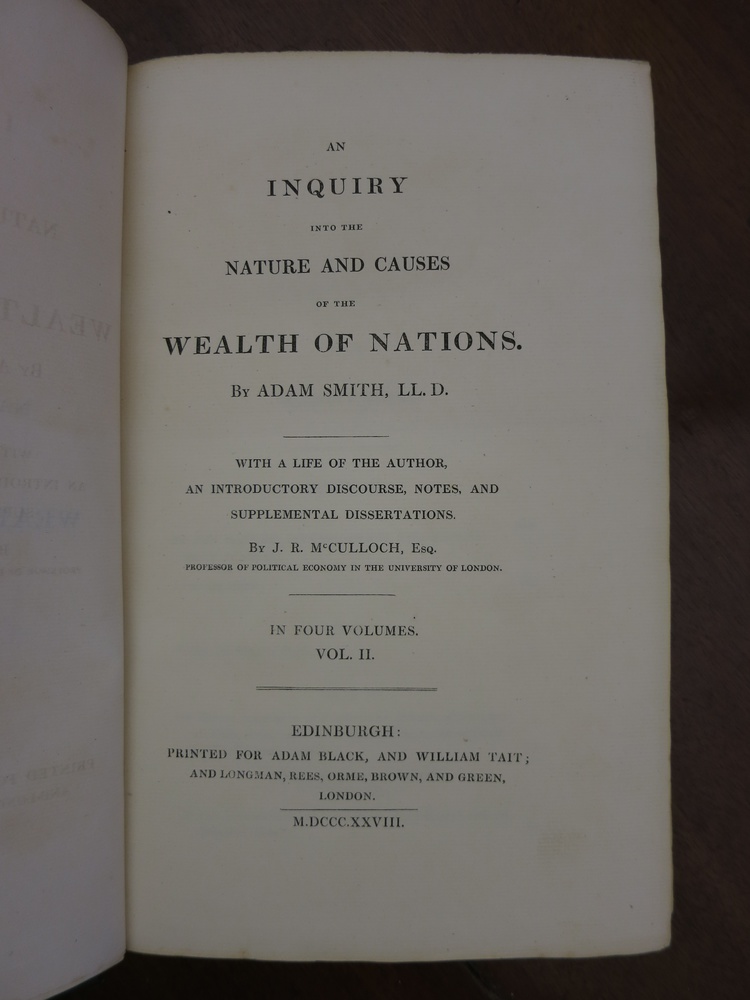 AN
INQUIRY
INTO THE
NATURE AND CAUSES
OF THE
WEALTH OF NATIONS.
By ADAM SMITH, LL. D.
WITH A LIFE OF THE AUTHOR,
AN INTRODUCTORY DISCOURSE, NOTES, AND
SUPPLEMENTAL DISSERTATIONS.
By J. R. McCULLOCH, Esq.
PROFESSOR OF POLITICAL ECONOMY IN THE UNIVERSITY OF LONDON.
IN FOUR VOLUMES.
VOL. II.
EDINBURGH:
PRINTED FOR ADAM BLACK, AND WILLIAM TAIT;
AND LONGMAN, REES, ORME, BROWN, AND GREEN,
LONDON.
M.DCCC.XXVIII.